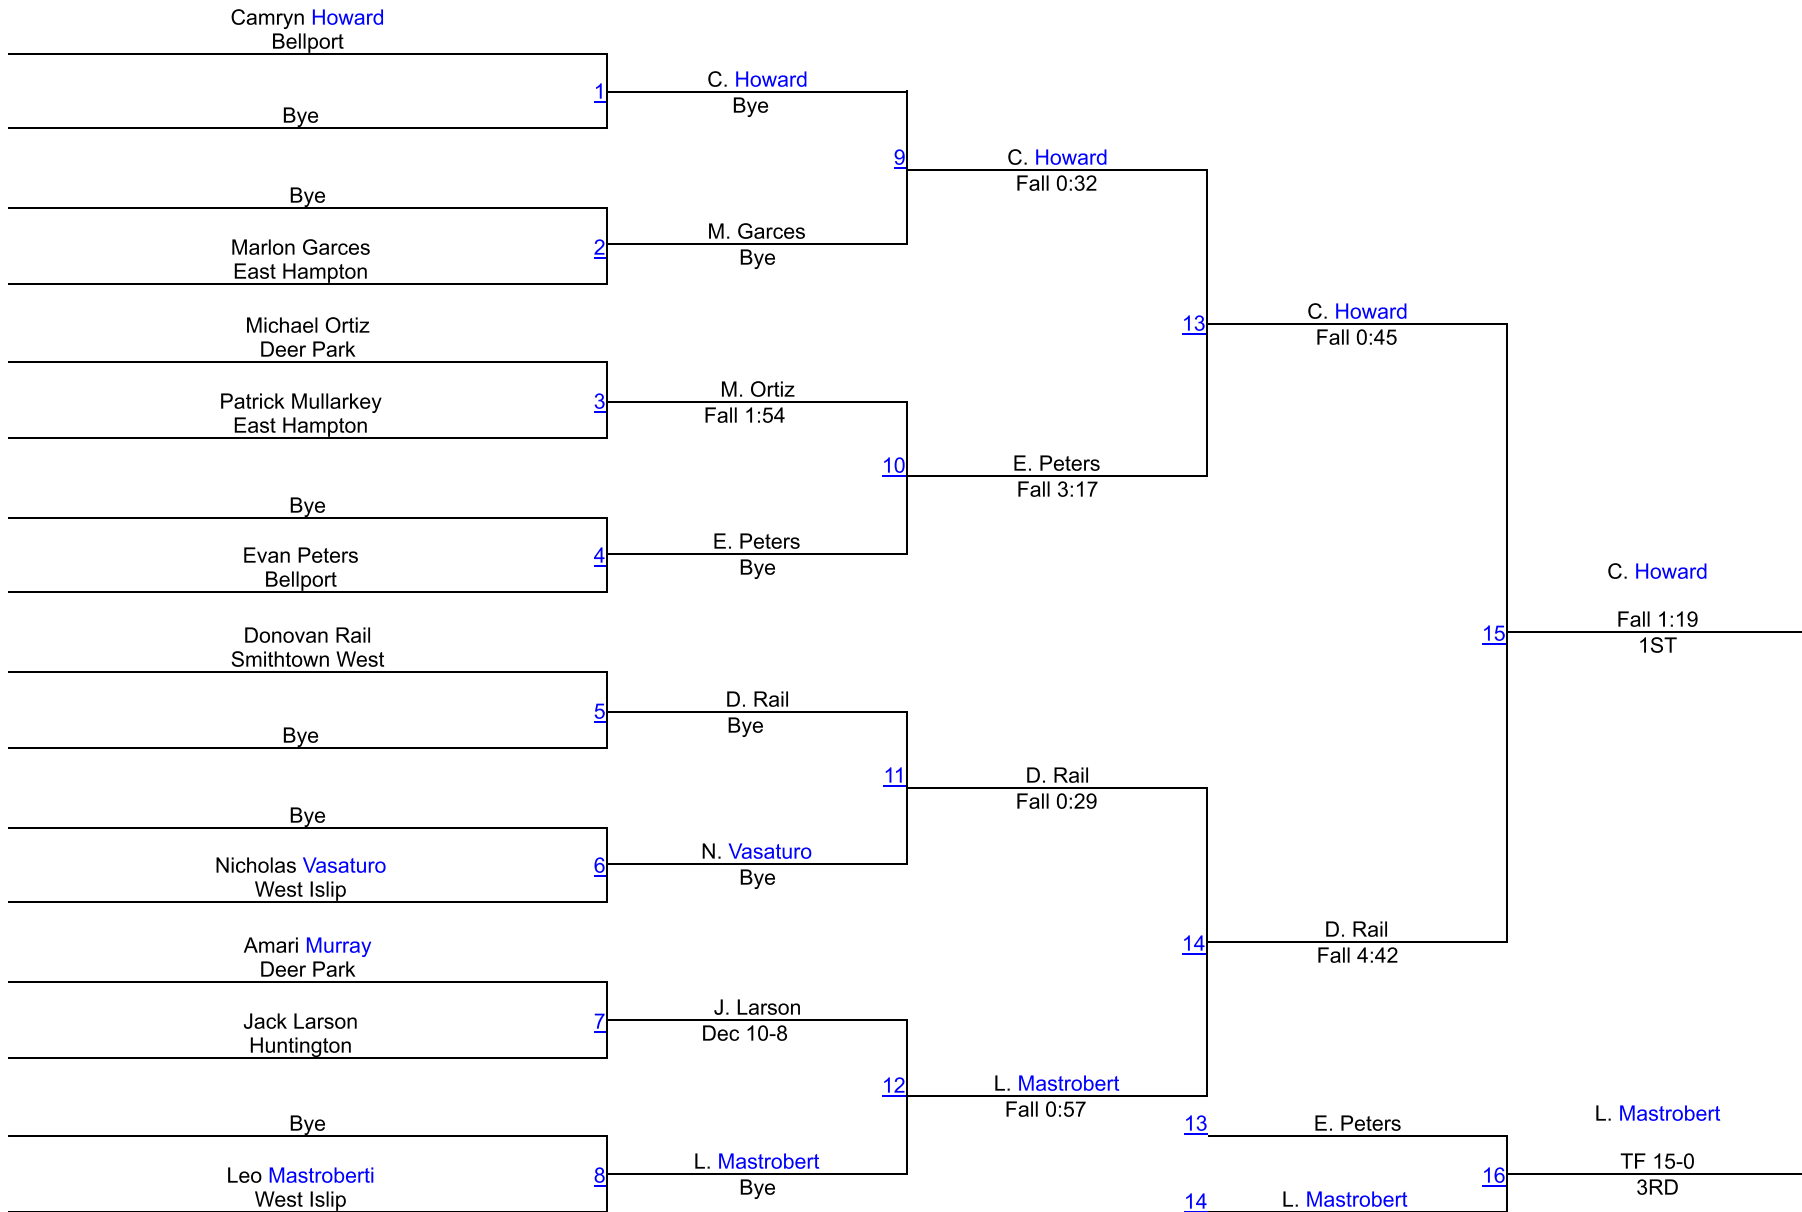 Camryn Howard
Bellport
Bye
1
C. Howard
Bye
Bye
Marlon Garces
East Hampton
2
M. Garces
Bye
9
C. Howard
Fall 0:32
Michael Ortiz
Deer Park
Patrick Mullarkey
East Hampton
3
M. Ortiz
Fall 1:54
Bye
Evan Peters
Bellport
4
E. Peters
Bye
10
E. Peters
Fall 3:17
13
C. Howard
Fall 0:45
Donovan Rail
Smithtown West
Bye
5
D. Rail
Bye
Bye
Nicholas Vasaturo
West Islip
6
N. Vasaturo
Bye
11
D. Rail
Fall 0:29
Amari Murray
Deer Park
Jack Larson
Huntington
7
J. Larson
Dec 10-8
Bye
Leo Mastroberti
West Islip
8
L. Mastrobert
Bye
12
L. Mastrobert
Fall 0:57
14
D. Rail
Fall 4:42
15
C. Howard
Fall 1:19
1ST
13
E. Peters
14
L. Mastrobert
16
L. Mastrobert
TF 15-0
3RD